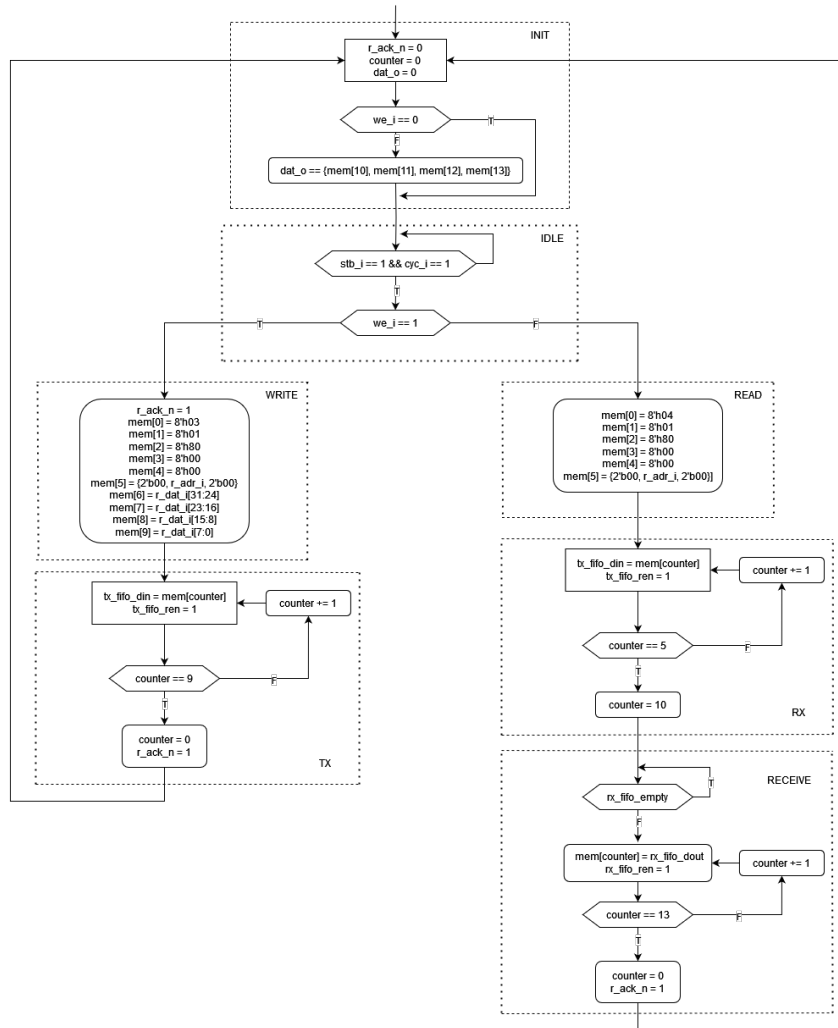 INIT
r_ack_n = 0
counter = 0
dat_o = 0
we_i == 0
T
F
dat_o == {mem[10], mem[11], mem[12], mem[13]}
IDLE
stb_i == 1 && cyc_i == 1
T
we_i == 1
T
F
WRITE
r_ack_n = 1
mem[0] = 8'h03
mem[1] = 8'h01
mem[2] = 8'h80
mem[3] = 8'h00
mem[4] = 8'h00
mem[5] = {2'b00, r_adr_i, 2'b00}
mem[6] = r_dat_i[31:24]
mem[7] = r_dat_i[23:16]
mem[8] = r_dat_i[15:8]
mem[9] = r_dat_i[7:0]
READ
mem[0] = 8'h04
mem[1] = 8'h01
mem[2] = 8'h80
mem[3] = 8'h00
mem[4] = 8'h00
mem[5] = {2'b00, r_adr_i, 2'b00)]
tx_fifo_din = mem[counter]
tx_fifo_ren = 1
counter += 1
counter == 9
F
T
counter = 0
r_ack_n = 1
TX
tx_fifo_din = mem[counter]
tx_fifo_ren = 1
counter += 1
counter == 5
F
T
counter = 10
RX
RECEIVE
rx_fifo_empty
T
F
mem[counter] = rx_fifo_dout
rx_fifo_ren = 1
counter += 1
counter == 13
F
T
counter = 0
r_ack_n = 1